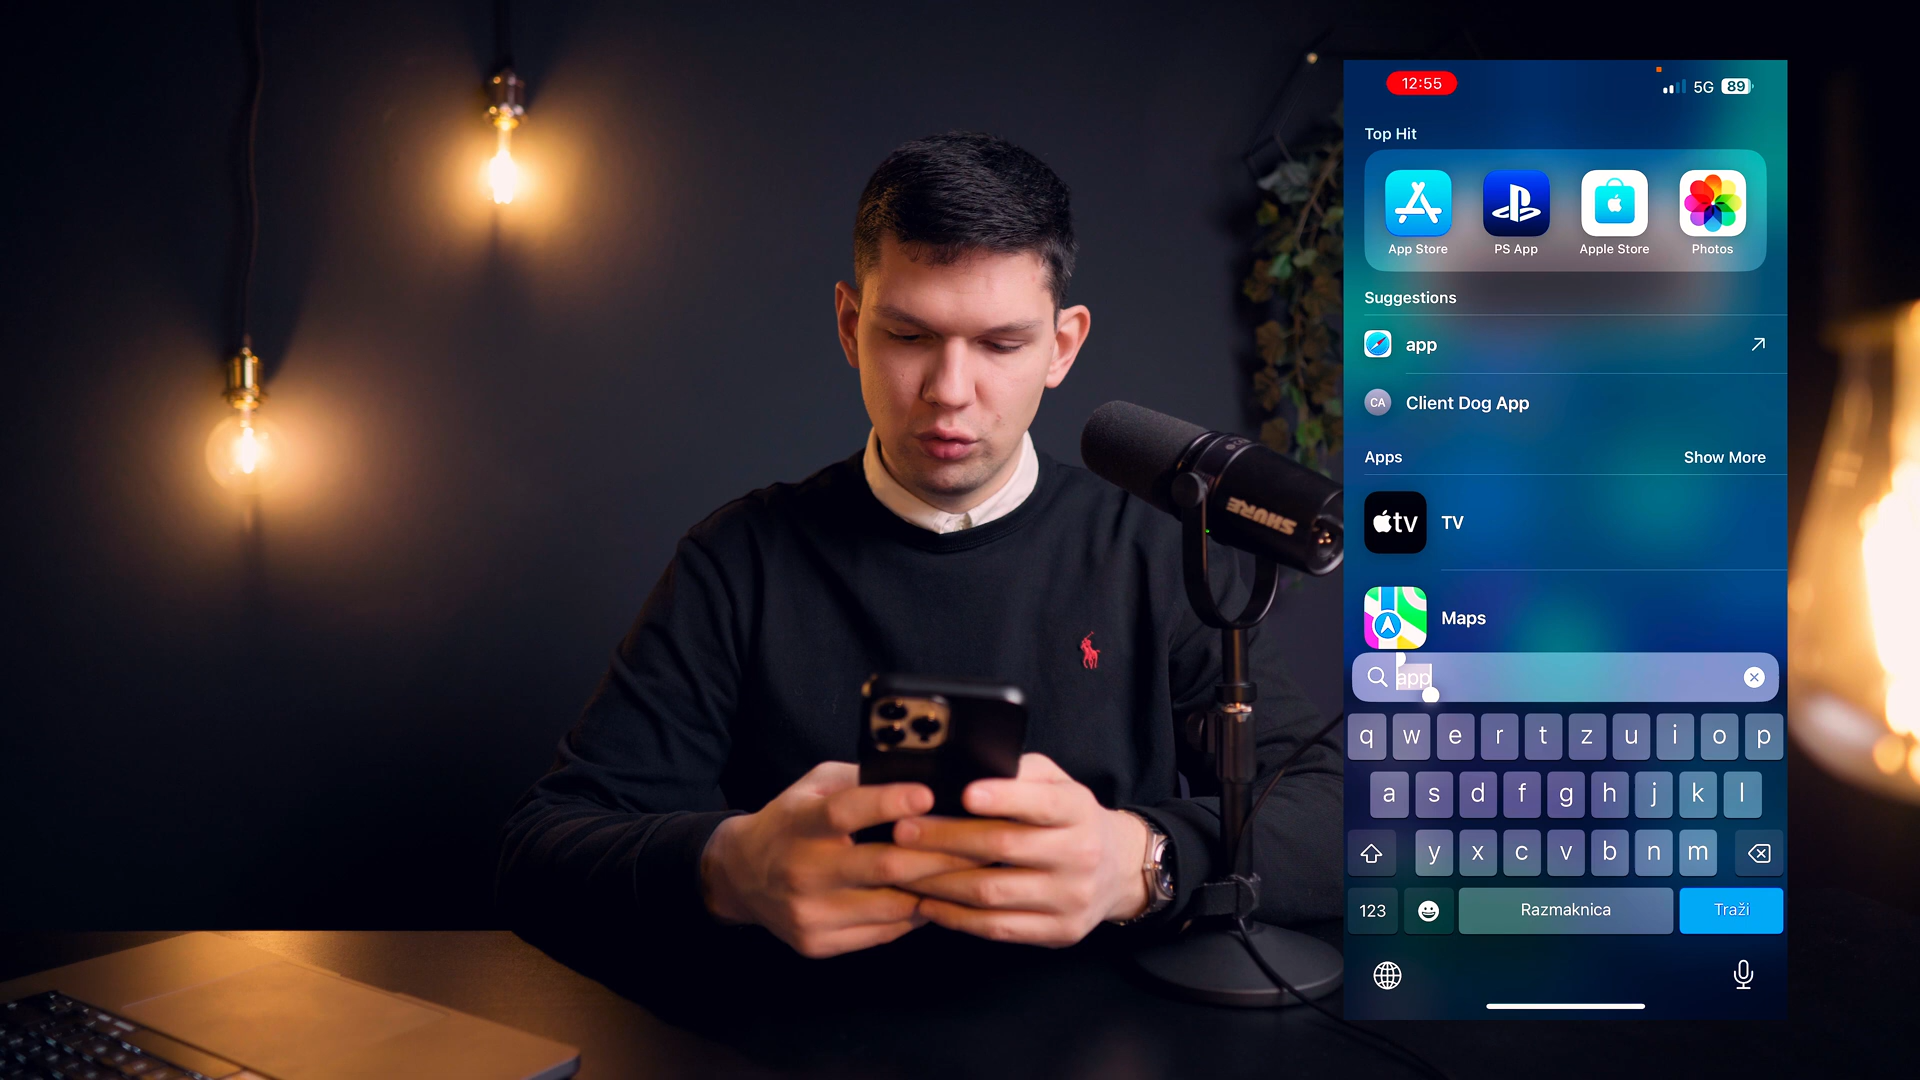 12:55
5G 89
Top Hit
App Store PS App Apple Store Photos
Suggestions
app
CA Client Dog App
Apps Show More
tv TV
Maps
app
q w e r t z u i o p
a s d f g h j k l
y x c v b n m
123 Razmaknica Traži
SHURE